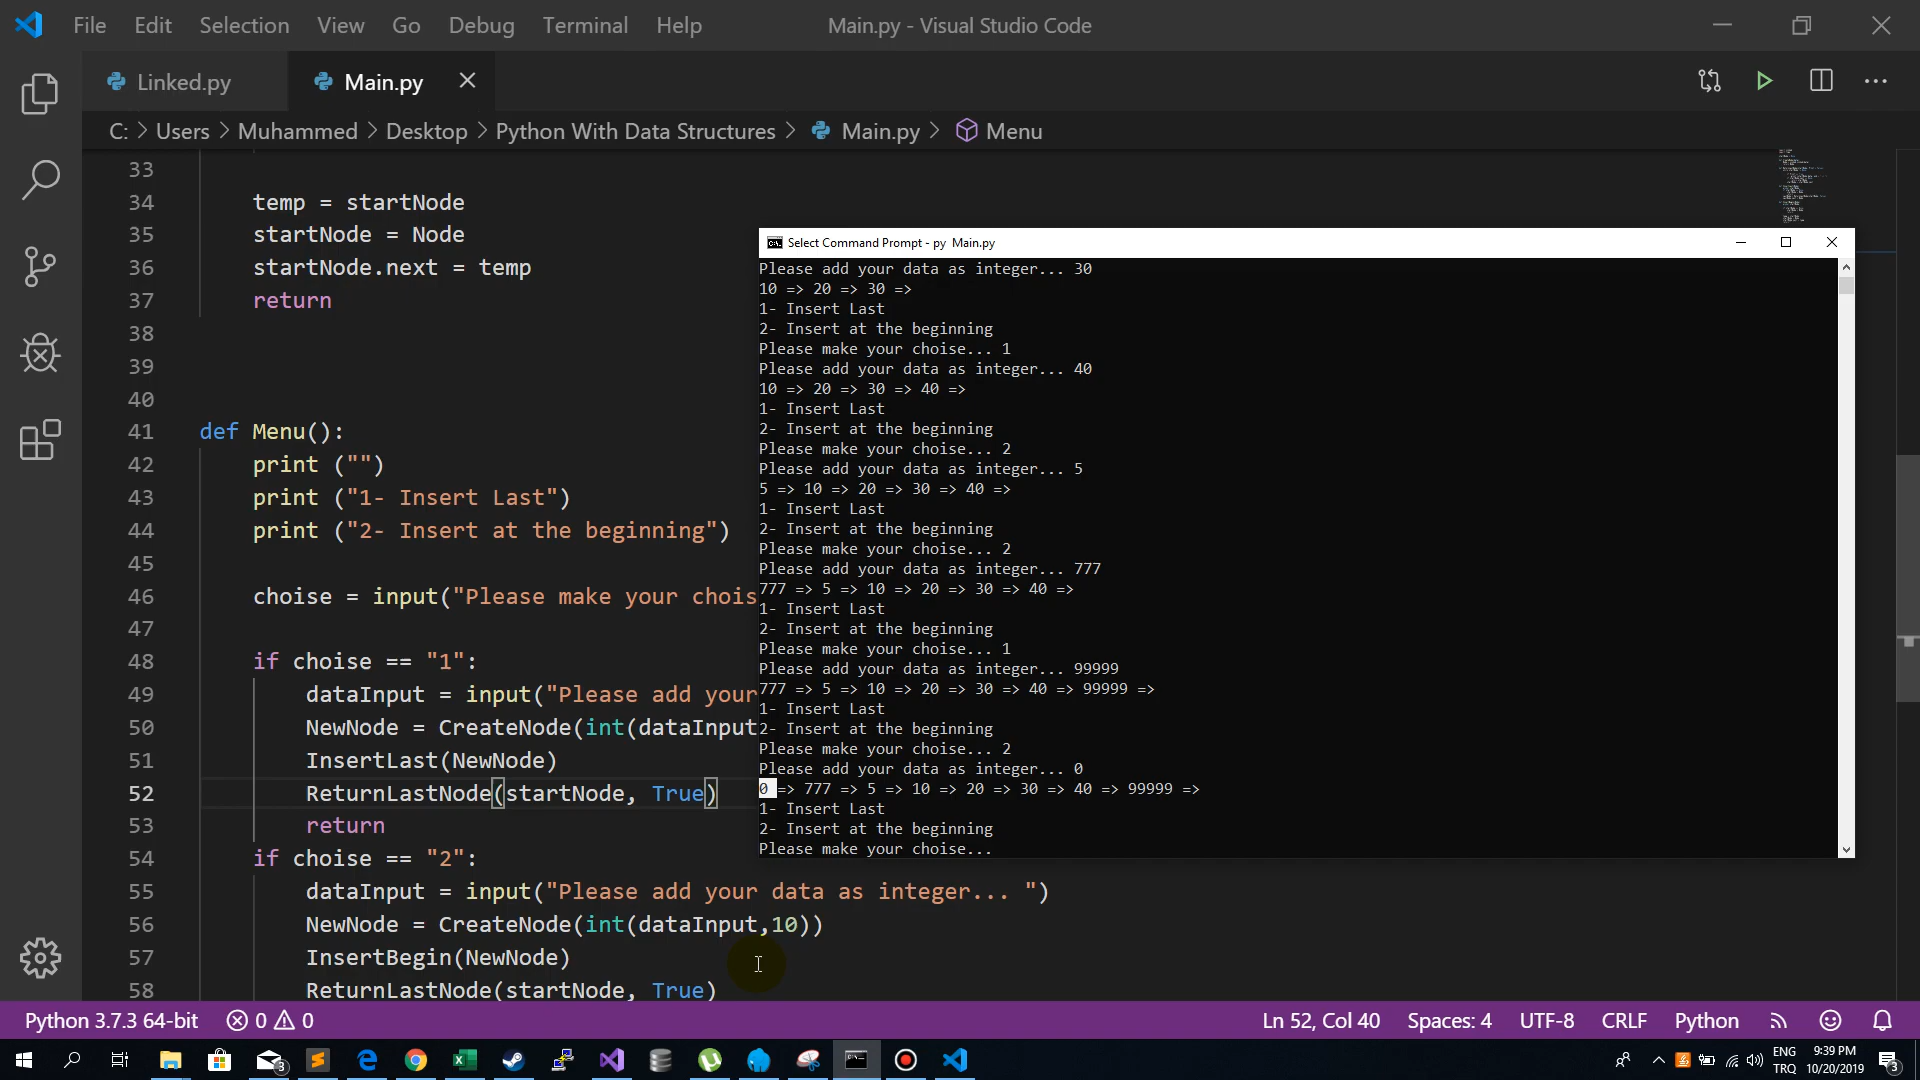 File Edit Selection View Go Debug Terminal Help Main.py - Visual Studio Code
Linked.py Main.py
C: > Users > Muhammed > Desktop > Python With Data Structures > Main.py > Menu
33
34 temp = startNode
35 startNode = Node
36 startNode.next = temp
37 return
38
39
40
41 def Menu():
42 print ("")
43 print ("1- Insert Last")
44 print ("2- Insert at the beginning")
45
46 choise = input("Please make your chois
47
48 if choise == "1":
49 dataInput = input("Please add your
50 NewNode = CreateNode(int(dataInput
51 InsertLast(NewNode)
52 ReturnLastNode(startNode, True)
53 return
54 if choise == "2":
55 dataInput = input("Please add your data as integer... ")
56 NewNode = CreateNode(int(dataInput,10))
57 InsertBegin(NewNode)
58 ReturnLastNode(startNode, True)
Select Command Prompt - py Main.py
Please add your data as integer... 30
10 => 20 => 30 =>
1- Insert Last
2- Insert at the beginning
Please make your choise... 1
Please add your data as integer... 40
10 => 20 => 30 => 40 =>
1- Insert Last
2- Insert at the beginning
Please make your choise... 2
Please add your data as integer... 5
5 => 10 => 20 => 30 => 40 =>
1- Insert Last
2- Insert at the beginning
Please make your choise... 2
Please add your data as integer... 777
777 => 5 => 10 => 20 => 30 => 40 =>
1- Insert Last
2- Insert at the beginning
Please make your choise... 1
Please add your data as integer... 99999
777 => 5 => 10 => 20 => 30 => 40 => 99999 =>
1- Insert Last
2- Insert at the beginning
Please make your choise... 2
Please add your data as integer... 0
0 => 777 => 5 => 10 => 20 => 30 => 40 => 99999 =>
1- Insert Last
2- Insert at the beginning
Please make your choise...
Python 3.7.3 64-bit 0 0 Ln 52, Col 40 Spaces: 4 UTF-8 CRLF Python
3 ENG 9:39 PM
TRQ 10/20/2019 3